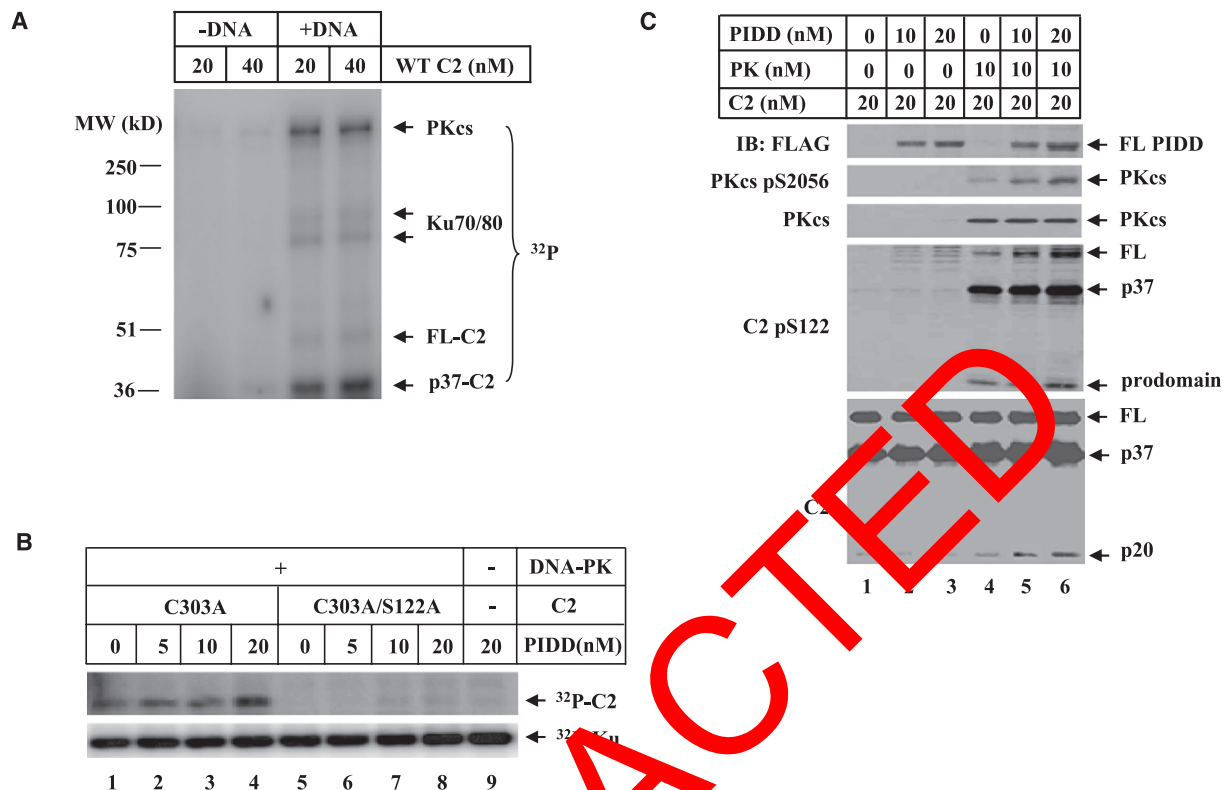 A
-DNA +DNA
20 40 20 40 WT C2 (nM)
MW (kD)
250
100
75
51
36
PKcs
Ku70/80
FL-C2
p37-C2
32P
B
+ - DNA-PK
C303A C303A/S122A - C2
0 5 10 20 0 5 10 20 20 PIDD(nM)
32P-C2
1 2 3 4 5 6 7 8 9
C
PIDD (nM) 0 10 20 0 10 20
PK (nM) 0 0 0 10 10 10
C2 (nM) 20 20 20 20 20 20
IB: FLAG FL PIDD
PKcs pS2056 PKcs
PKcs PKcs
C2 pS122
FL
p37
prodomain
FL
p37
C2
p20
1 3 4 5 6
ACTED